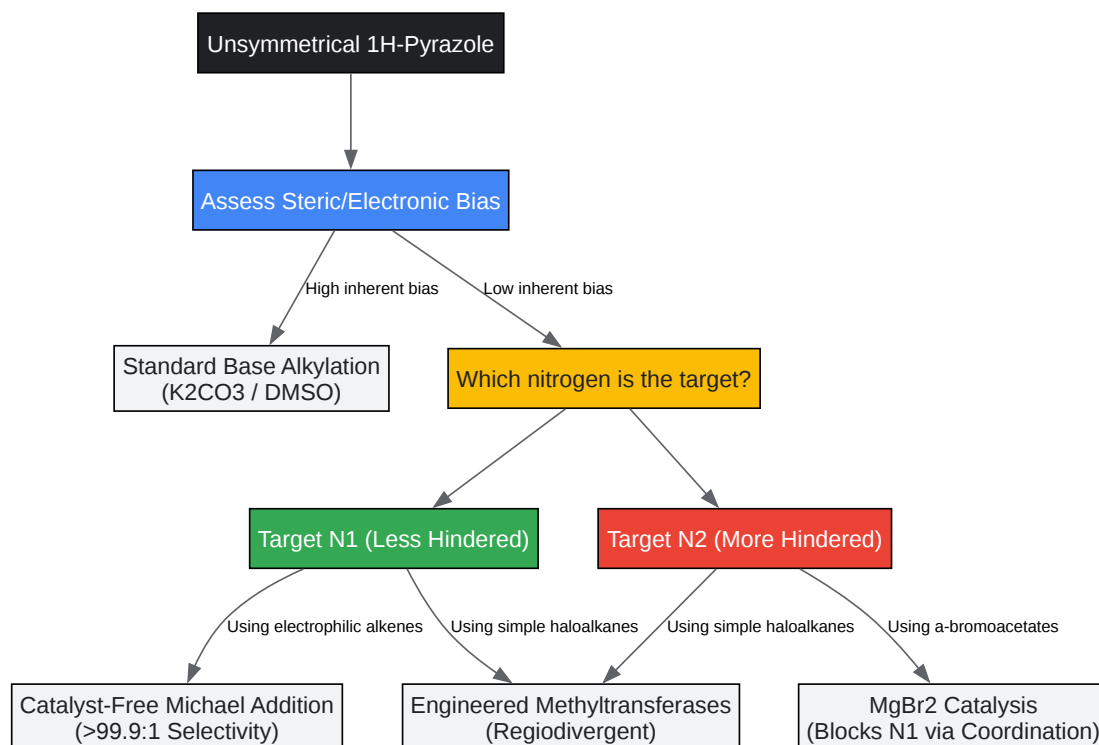 Unsymmetrical 1H-Pyrazole
Assess Steric/Electronic Bias
High inherent bias
Low inherent bias
Standard Base Alkylation
(K2CO3 / DMSO)
Which nitrogen is the target?
Target N1 (Less Hindered)
Target N2 (More Hindered)
Using electrophilic alkenes
Using simple haloalkanes
Using simple haloalkanes
Using a-bromoacetates
Catalyst-Free Michael Addition
(>99.9:1 Selectivity)
Engineered Methyltransferases
(Regiodivergent)
MgBr2 Catalysis
(Blocks N1 via Coordination)